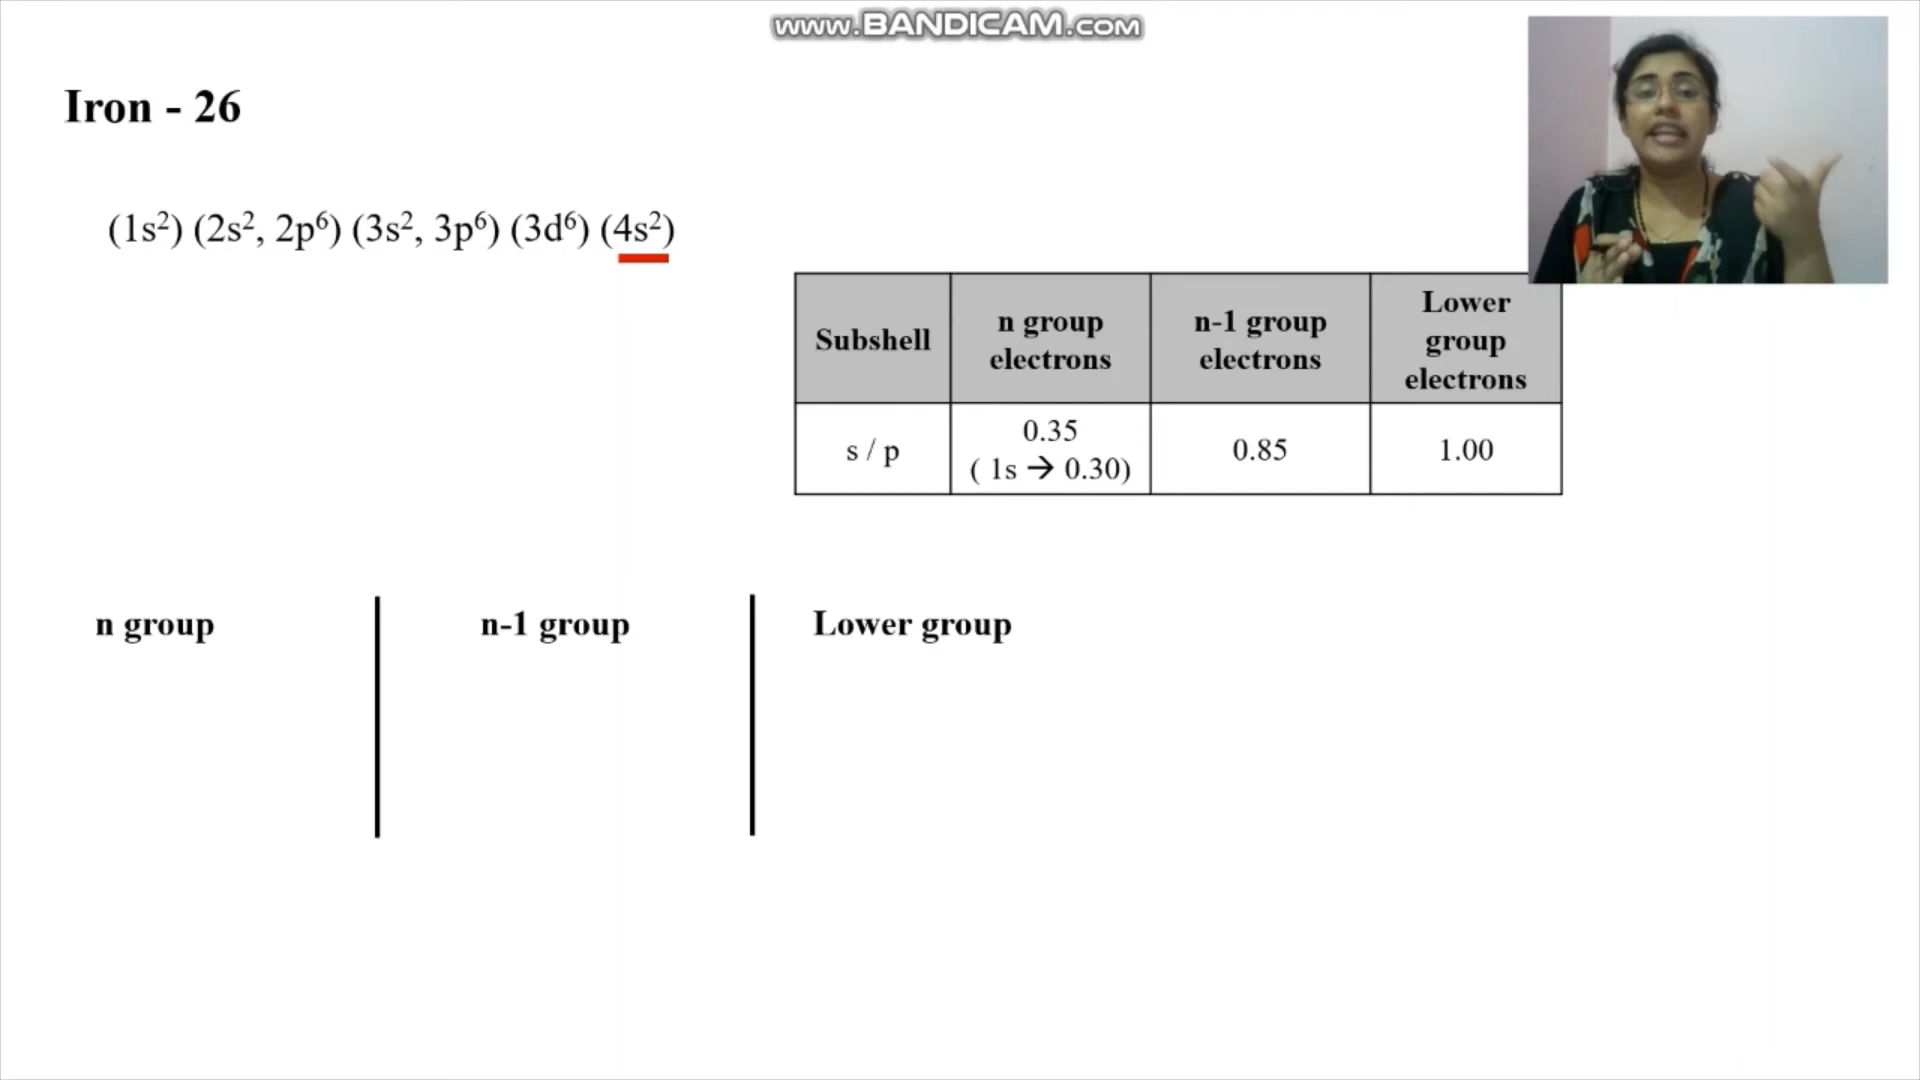 www.BANDICAM.com
Iron - 26
(1s²) (2s², 2p⁶) (3s², 3p⁶) (3d⁶) (4s²)
Subshell
n group
electrons
n-1 group
electrons
Lower
group
electrons
s / p
0.35
( 1s → 0.30)
0.85
1.00
n group
n-1 group
Lower group